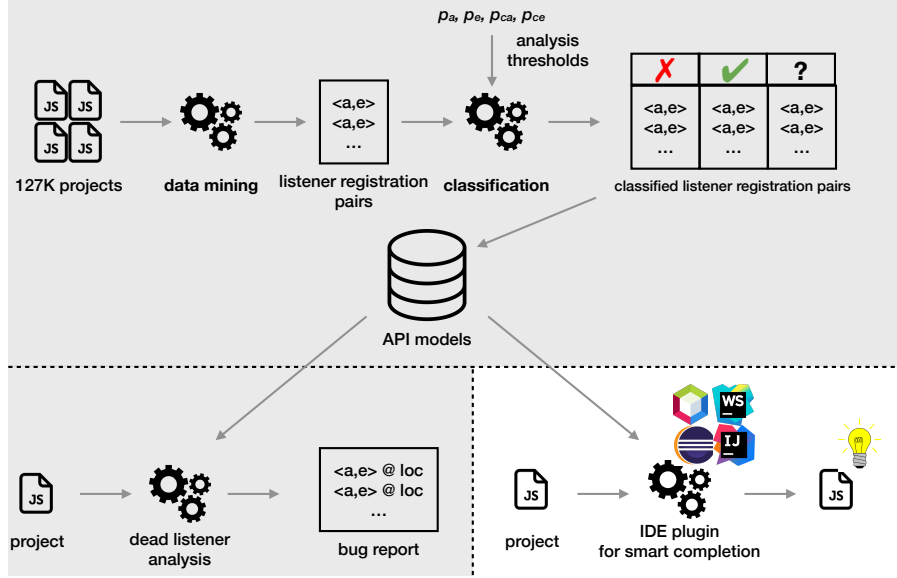 pa, pe, pca, pce
analysis
thresholds
✗ ✔ ?
JS JS
JS JS
<a,e>
<a,e>
...
<a,e> <a,e> <a,e>
<a,e> <a,e> <a,e>
... ... ...
127K projects
data mining
listener registration
pairs
classification
classified listener registration pairs
API models
JS
project
dead listener
analysis
<a,e> @ loc
<a,e> @ loc
...
bug report
WS
IJ
JS
project
IDE plugin
for smart completion
JS